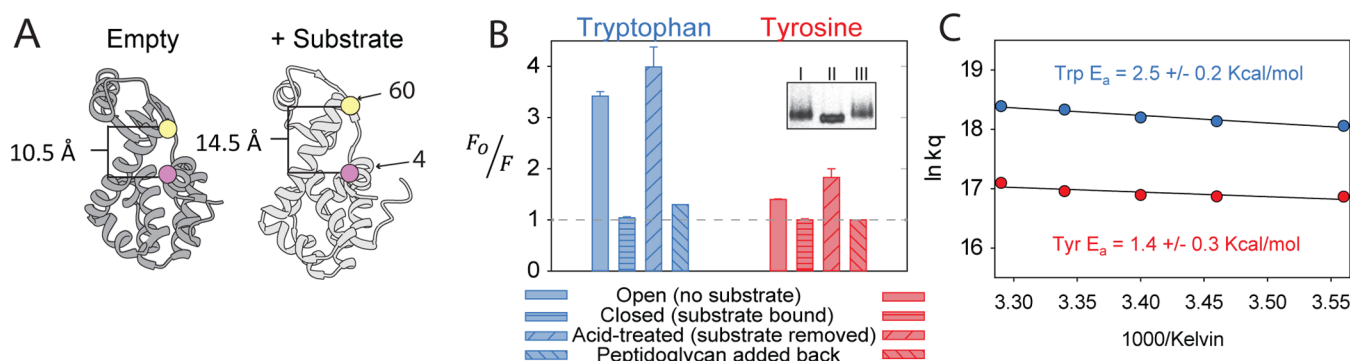 A
Empty
+ Substrate
10.5 Å
14.5 Å
60
4
B
Tryptophan
Tyrosine
I II III
Fo/F
4
3
2
1
0
Open (no substrate)
Closed (substrate bound)
Acid-treated (substrate removed)
Peptidoglycan added back
C
ln kq
19
18
17
16
Trp Ea = 2.5 +/- 0.2 Kcal/mol
Tyr Ea = 1.4 +/- 0.3 Kcal/mol
3.30 3.35 3.40 3.45 3.50 3.55
1000/Kelvin